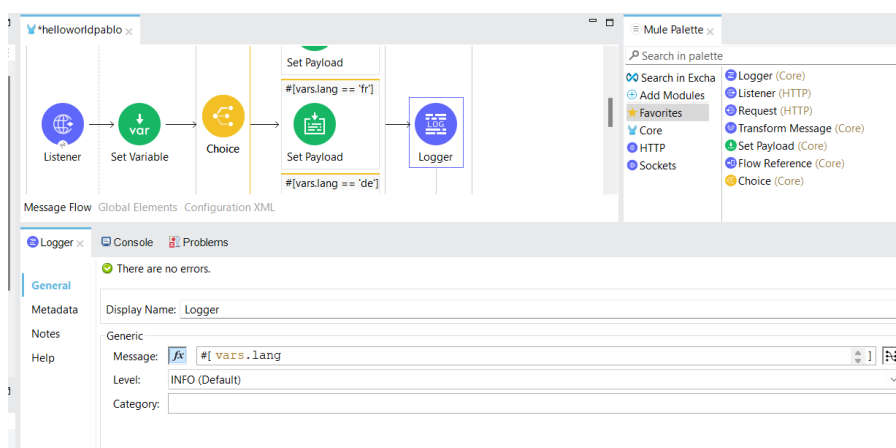 *helloworldpablo
Mule Palette
Search in palette
Set Payload
#[vars.lang == 'fr']
Listener
var
Set Variable
Choice
Set Payload
LOG
Logger
#[vars.lang == 'de']
Search in Excha
Add Modules
Favorites
Core
HTTP
Sockets
Logger (Core)
Listener (HTTP)
Request (HTTP)
Transform Message (Core)
Set Payload (Core)
Flow Reference (Core)
Choice (Core)
Message Flow Global Elements Configuration XML
Logger Console Problems
There are no errors.
General
Metadata
Notes
Help
Display Name: Logger
Generic
Message: fx #[ vars.lang ]
Level: INFO (Default)
Category: